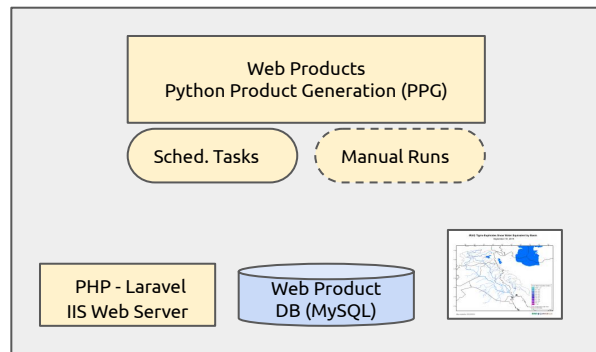 Web Products
Python Product Generation (PPG)
Sched. Tasks
Manual Runs
PHP - Laravel
IIS Web Server
Web Product
DB (MySQL)